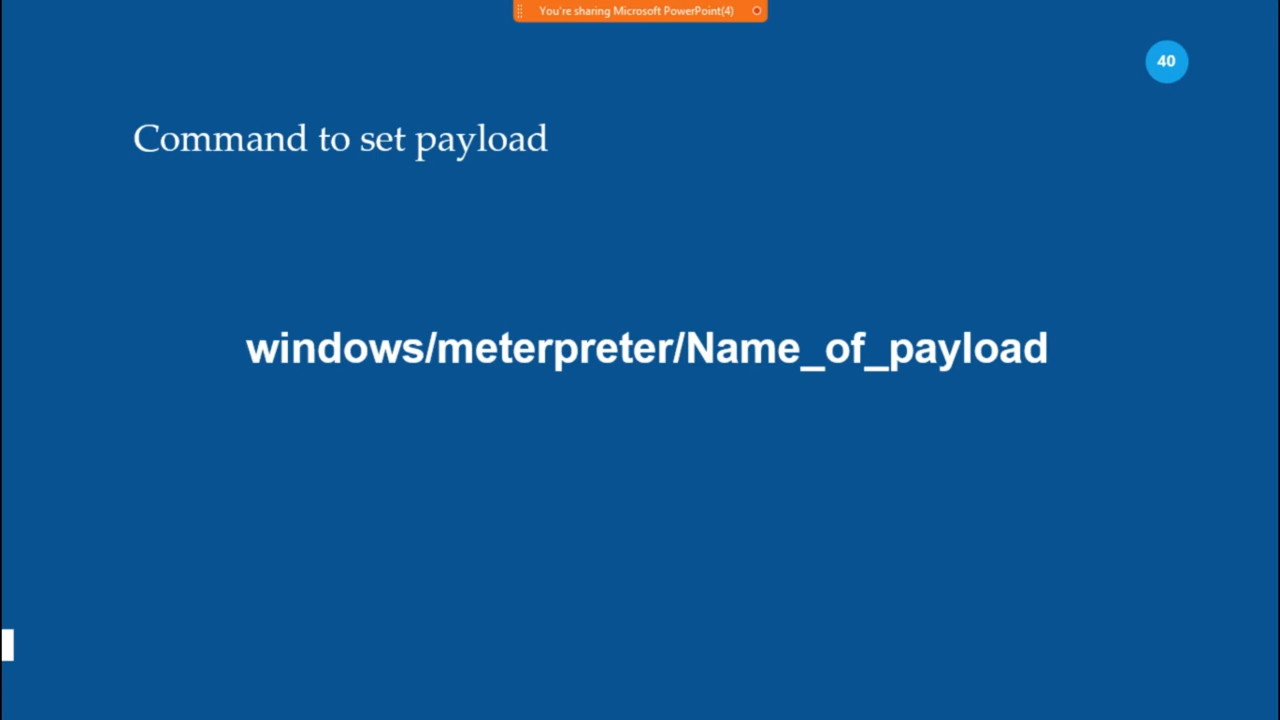 You're sharing Microsoft PowerPoint(4)
40
Command to set payload
windows/meterpreter/Name_of_payload